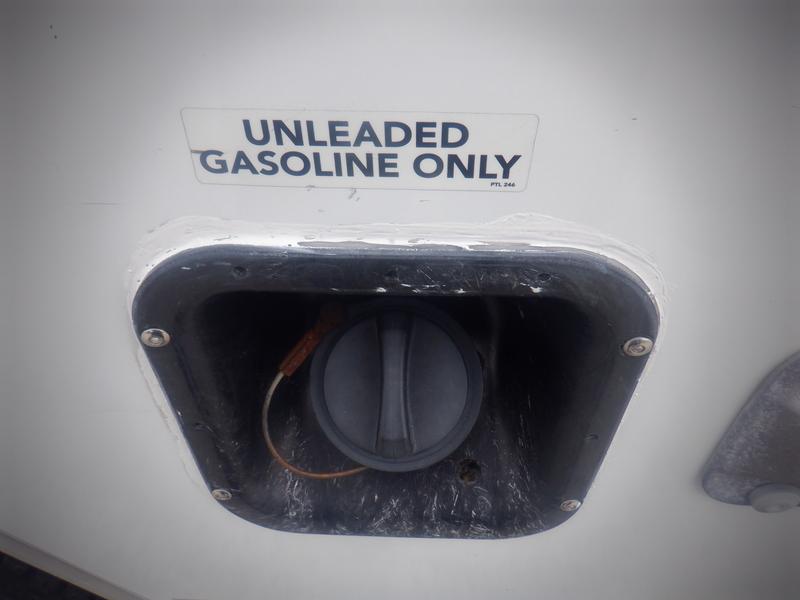 UNLEADED
GASOLINE ONLY
PTL 246